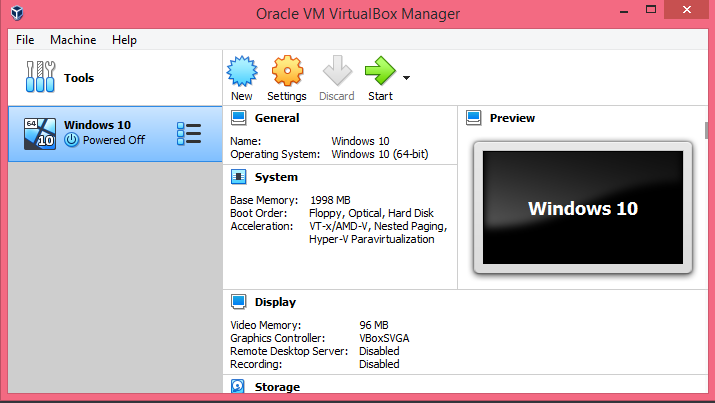 Oracle VM VirtualBox Manager
File Machine Help
Tools
New Settings Discard Start
64
10
Windows 10
Powered Off
General
Name: Windows 10
Operating System: Windows 10 (64-bit)
System
Base Memory: 1998 MB
Boot Order: Floppy, Optical, Hard Disk
Acceleration: VT-x/AMD-V, Nested Paging,
Hyper-V Paravirtualization
Preview
Windows 10
Display
Video Memory: 96 MB
Graphics Controller: VBoxSVGA
Remote Desktop Server: Disabled
Recording: Disabled
Storage